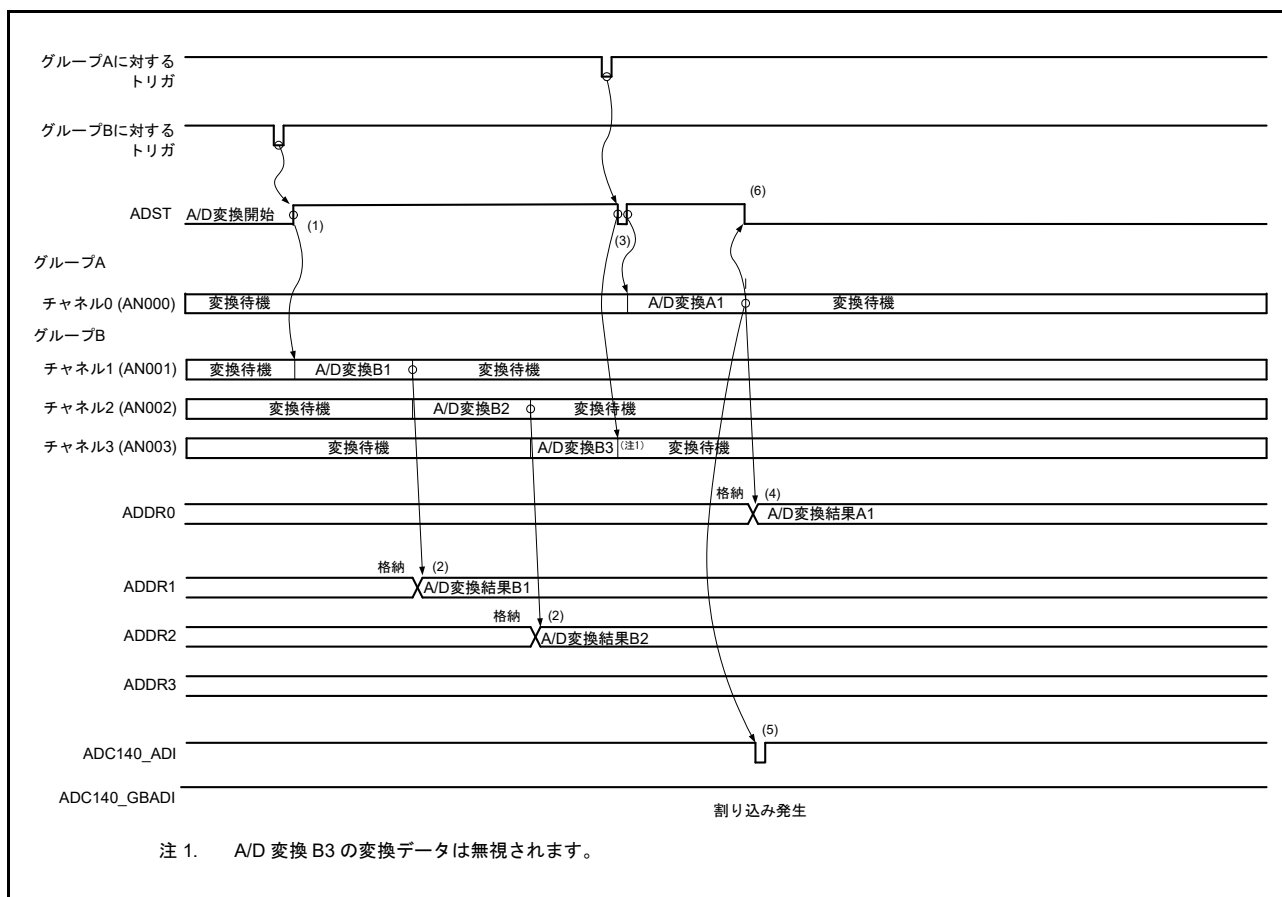 グループAに対する
トリガ
グループBに対する
トリガ
ADST A/D変換開始 (1) (3) (6)
グループA
チャネル0 (AN000) 変換待機 A/D変換A1 変換待機
グループB
チャネル1 (AN001) 変換待機 A/D変換B1 変換待機
チャネル2 (AN002) 変換待機 A/D変換B2 変換待機
チャネル3 (AN003) 変換待機 A/D変換B3 (注1) 変換待機
格納 (4)
ADDR0 A/D変換結果A1
格納 (2)
ADDR1 A/D変換結果B1
格納 (2)
ADDR2 A/D変換結果B2
ADDR3
ADC140_ADI (5)
ADC140_GBADI
割り込み発生
注 1. A/D 変換 B3 の変換データは無視されます。